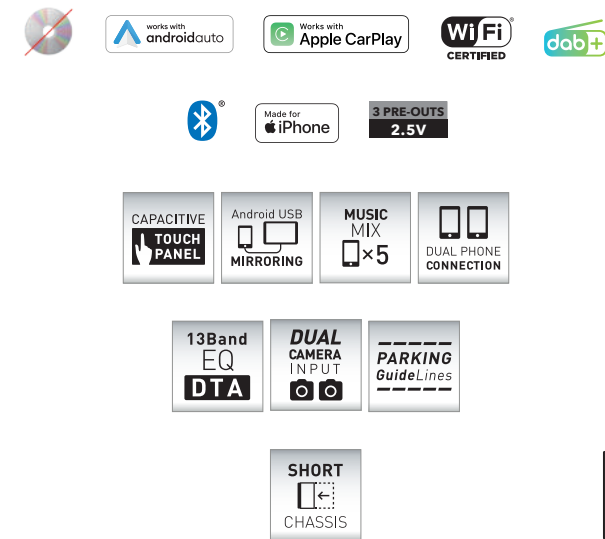 works with
androidauto
Works with
Apple CarPlay
Wi Fi®
CERTIFIED
dab+
®
Made for
iPhone
3 PRE-OUTS
2.5V
CAPACITIVE
TOUCH
PANEL
Android USB
MIRRORING
MUSIC
MIX
×5
DUAL PHONE
CONNECTION
13Band
EQ
DTA
DUAL
CAMERA
INPUT
PARKING
GuideLines
SHORT
CHASSIS